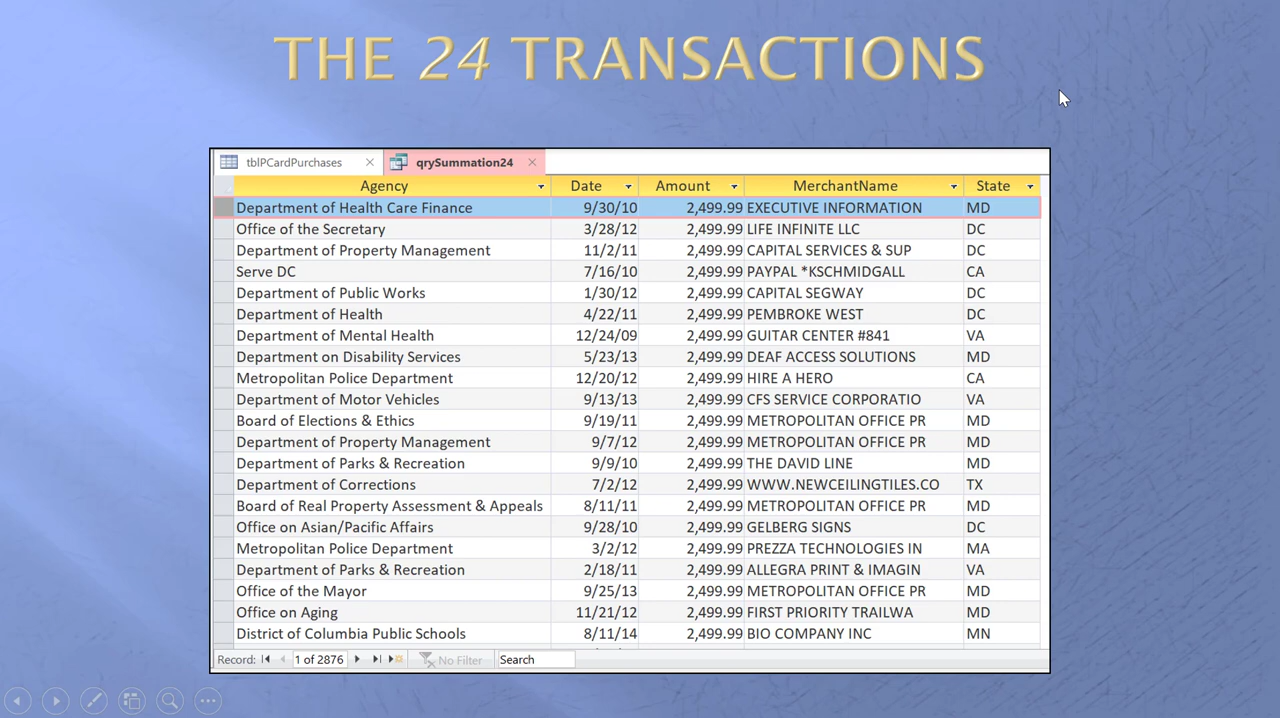 THE 24 TRANSACTIONS
tblPCardPurchases qrySummation24
Agency Date Amount MerchantName State
Department of Health Care Finance 9/30/10 2,499.99 EXECUTIVE INFORMATION MD
Office of the Secretary 3/28/12 2,499.99 LIFE INFINITE LLC DC
Department of Property Management 11/2/11 2,499.99 CAPITAL SERVICES & SUP DC
Serve DC 7/16/10 2,499.99 PAYPAL *KSCHMIDGALL CA
Department of Public Works 1/30/12 2,499.99 CAPITAL SEGWAY DC
Department of Health 4/22/11 2,499.99 PEMBROKE WEST DC
Department of Mental Health 12/24/09 2,499.99 GUITAR CENTER #841 VA
Department on Disability Services 5/23/13 2,499.99 DEAF ACCESS SOLUTIONS MD
Metropolitan Police Department 12/20/12 2,499.99 HIRE A HERO CA
Department of Motor Vehicles 9/13/13 2,499.99 CFS SERVICE CORPORATIO VA
Board of Elections & Ethics 9/19/11 2,499.99 METROPOLITAN OFFICE PR MD
Department of Property Management 9/7/12 2,499.99 METROPOLITAN OFFICE PR MD
Department of Parks & Recreation 9/9/10 2,499.99 THE DAVID LINE MD
Department of Corrections 7/2/12 2,499.99 WWW.NEWCEILINGTILES.CO TX
Board of Real Property Assessment & Appeals 8/11/11 2,499.99 METROPOLITAN OFFICE PR MD
Office on Asian/Pacific Affairs 9/28/10 2,499.99 GELBERG SIGNS DC
Metropolitan Police Department 3/2/12 2,499.99 PREZZA TECHNOLOGIES IN MA
Department of Parks & Recreation 2/18/11 2,499.99 ALLEGRA PRINT & IMAGIN VA
Office of the Mayor 9/25/13 2,499.99 METROPOLITAN OFFICE PR MD
Office on Aging 11/21/12 2,499.99 FIRST PRIORITY TRAILWA MD
District of Columbia Public Schools 8/11/14 2,499.99 BIO COMPANY INC MN
Record: 1 of 2876 No Filter Search